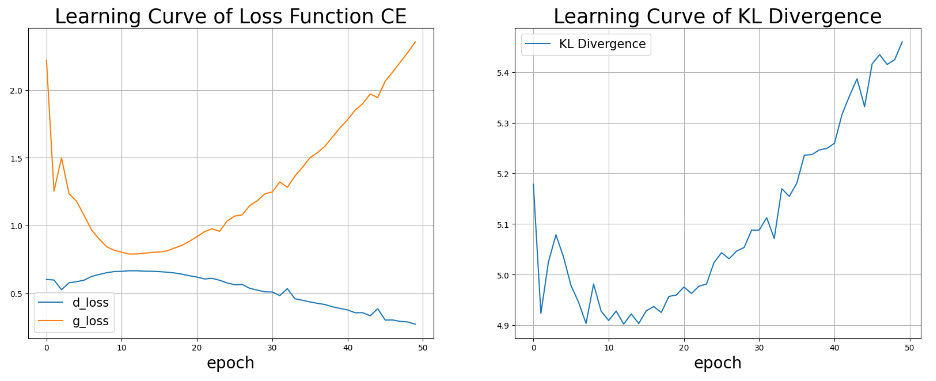 Learning Curve of Loss Function CE
2.0
1.5
1.0
0.5
d_loss
g_loss
0 10 20 30 40 50
epoch
Learning Curve of KL Divergence
KL Divergence
5.4
5.3
5.2
5.1
5.0
4.9
0 10 20 30 40 50
epoch